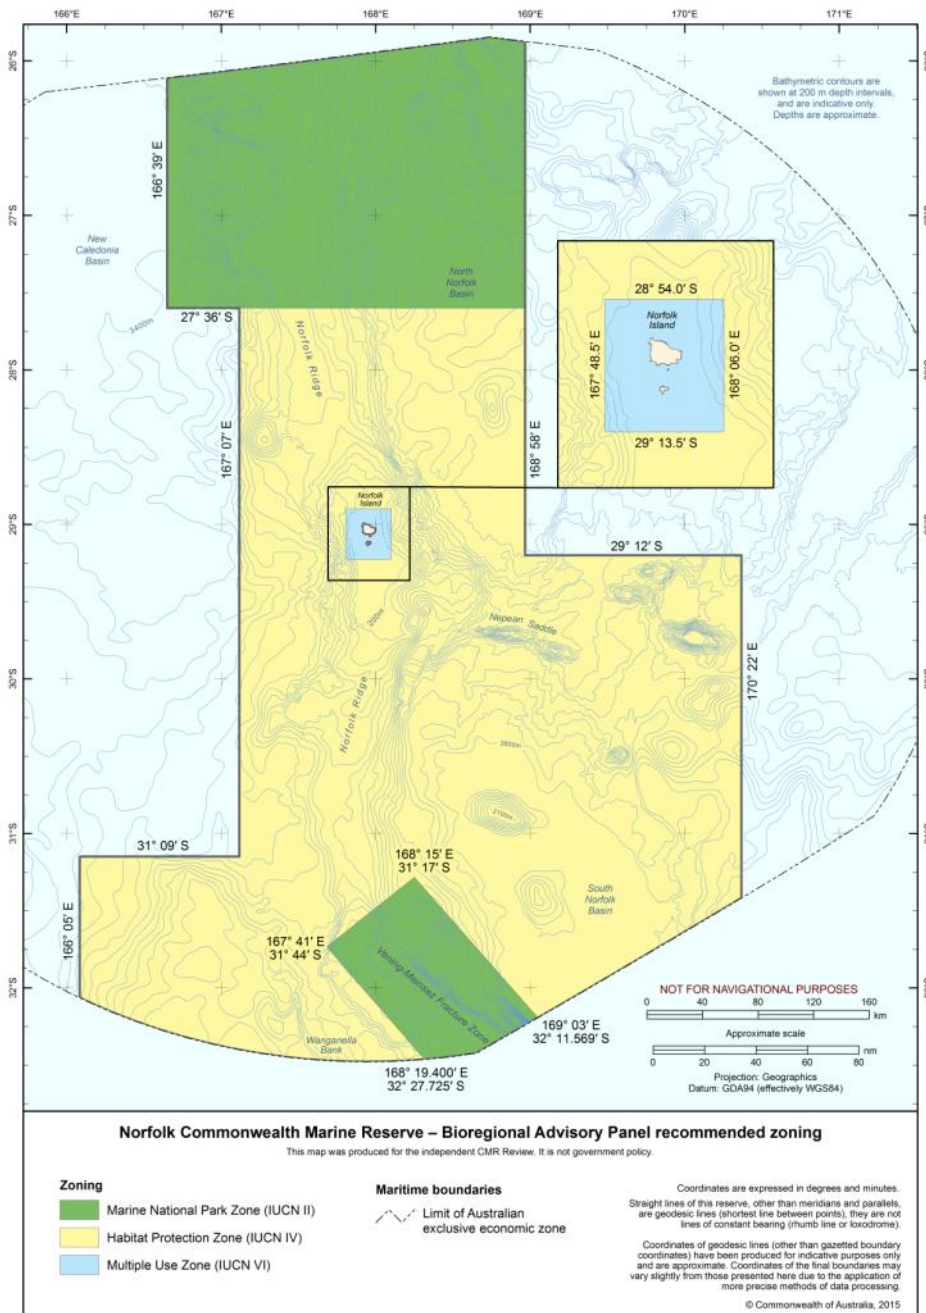 166°E
167°E
168°E
169°E
170°E
171°E
26°S
Bathymetric contours are
shown at 200 m depth intervals,
and are indicative only.
Depths are approximate.
166° 39′ E
27°S
New
Caledonia
Basin
North
Norfolk
Basin
27° 36′ S
3400m
28° 54.0′ S
Norfolk
Island
167° 48.5′ E
168° 06.0′ E
29° 13.5′ S
Norfolk Ridge
28°S
167° 07′ E
168° 58′ E
Norfolk
Island
29°S
29° 12′ S
200m
Nepean Saddle
170° 22′ E
30°S
Norfolk Ridge
3800m
2100m
31°S
31° 09′ S
168° 15′ E
31° 17′ S
South
Norfolk
Basin
166° 05′ E
167° 41′ E
31° 44′ S
Vening-Meinsez Fracture Zone
32°S
NOT FOR NAVIGATIONAL PURPOSES
0 40 80 120 160
km
Approximate scale
0 20 40 60 80
nm
Projection: Geographics
Datum: GDA94 (effectively WGS84)
169° 03′ E
32° 11.569′ S
Wanganella
Bank
168° 19.400′ E
32° 27.725′ S
Norfolk Commonwealth Marine Reserve – Bioregional Advisory Panel recommended zoning
This map was produced for the independent CMR Review. It is not government policy.
Zoning
Marine National Park Zone (IUCN II)
Habitat Protection Zone (IUCN IV)
Multiple Use Zone (IUCN VI)
Maritime boundaries
Limit of Australian
exclusive economic zone
Coordinates are expressed in degrees and minutes.
Straight lines of this reserve, other than meridians and parallels,
are geodesic lines (shortest line between points), they are not
lines of constant bearing (rhumb line or loxodrome).
Coordinates of geodesic lines (other than gazetted boundary
coordinates) have been produced for indicative purposes only
and are approximate. Coordinates of the final boundaries may
vary slightly from those presented here due to the application of
more precise methods of data processing.
© Commonwealth of Australia, 2015